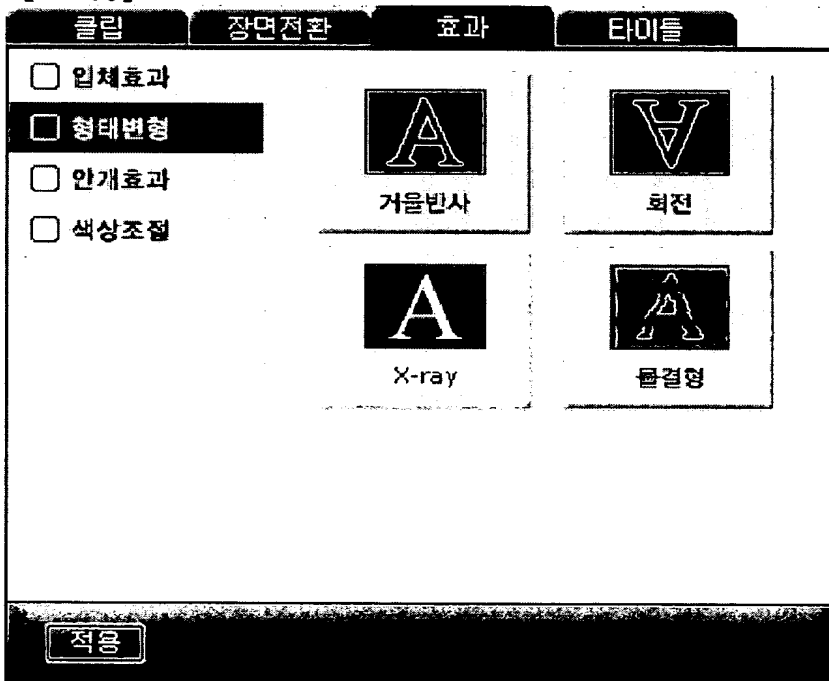 클립 장면전환 효과 타이틀
입체효과
형태변형
안개효과
색상조절
거울반사 회전
X-ray 물결형
적용